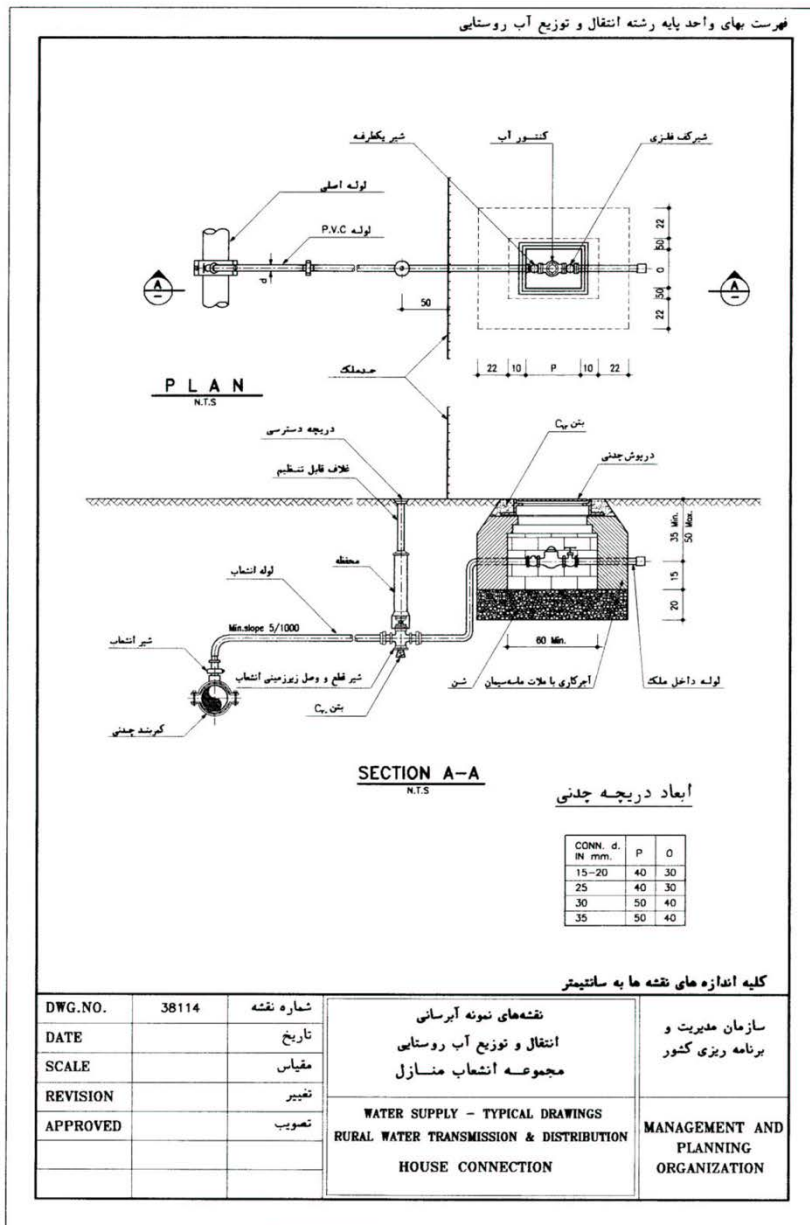 فهرست بهای واحد پایه رشته انتقال و توزیع آب روستایی
شیر یکطرفه
کنتور آب
شیرکف فلزی
لوله اصلی
لوله P.V.C
A
A
d
50
22
50
O
50
22
22 10 P 10 22
PLAN
N.T.S
حدملک
دریچه دسترسی
غلاف قابل تنظیم
محفظه
لوله انشعاب
Min.slope 5/1000
شیر انشعاب
کمربند چدنی
شیر قطع و وصل زیرزمینی انشعاب
بتن
بتن
درپوش چدنی
35 Min.
50 Max.
15
20
60 Min.
شن
آجرکاری با ملات ماسه‌سیمان
لوله داخل ملک
SECTION A-A
N.T.S
ابعاد دریچه چدنی
CONN. d. IN mm. P O
15-20 40 30
25 40 30
30 50 40
35 50 40
کلیه اندازه های نقشه ها به سانتیمتر
DWG.NO. 38114 شماره نقشه
DATE تاریخ
SCALE مقیاس
REVISION تغییر
APPROVED تصویب
نقشه‌های نمونه آبرسانی
انتقال و توزیع آب روستایی
مجموعه انشعاب منازل
WATER SUPPLY - TYPICAL DRAWINGS
RURAL WATER TRANSMISSION & DISTRIBUTION
HOUSE CONNECTION
سازمان مدیریت و
برنامه ریزی کشور
MANAGEMENT AND
PLANNING
ORGANIZATION